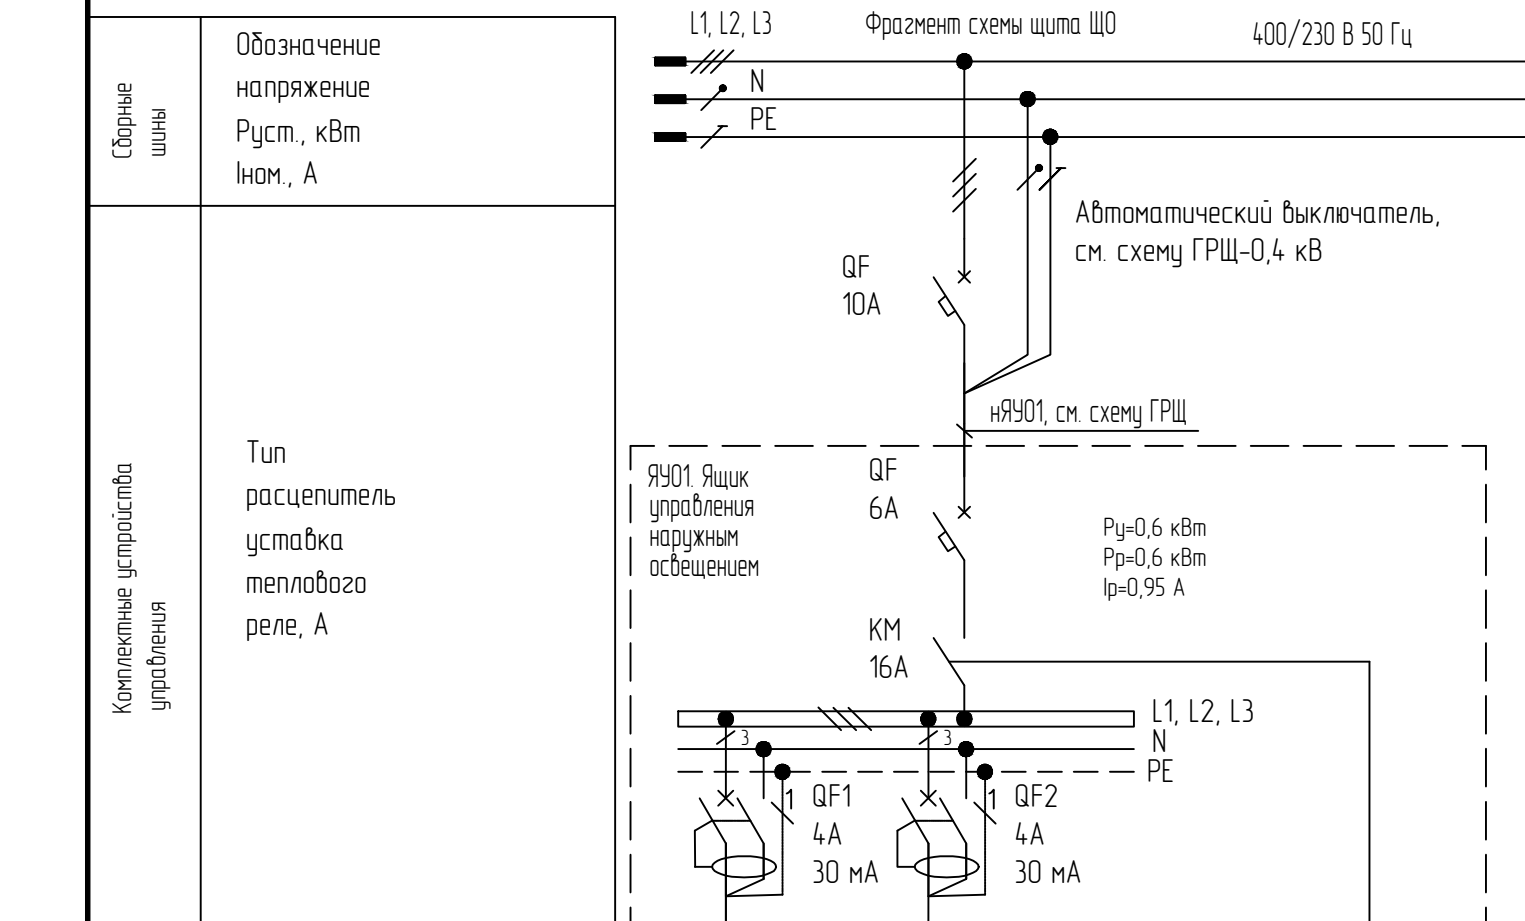 Сборные
шины
Обозначение
напряжение
Pуст., кВт
Iном., А
L1, L2, L3
Фрагмент схемы щита ЩО
400/230 В 50 Гц
N
PE
Автоматический выключатель,
см. схему ГРЩ-0,4 кВ
QF
10А
нЯУ01, см. схему ГРЩ
Комплектные устройства
управления
Тип
расцепитель
уставка
теплового
реле, А
ЯУ01. Ящик
управления
наружным
освещением
QF
6А
Pу=0,6 кВт
Pр=0,6 кВт
Iр=0,95 А
КМ
16А
L1, L2, L3
N
PE
3
3
1
QF1
4А
30 мА
1
QF2
4А
30 мА